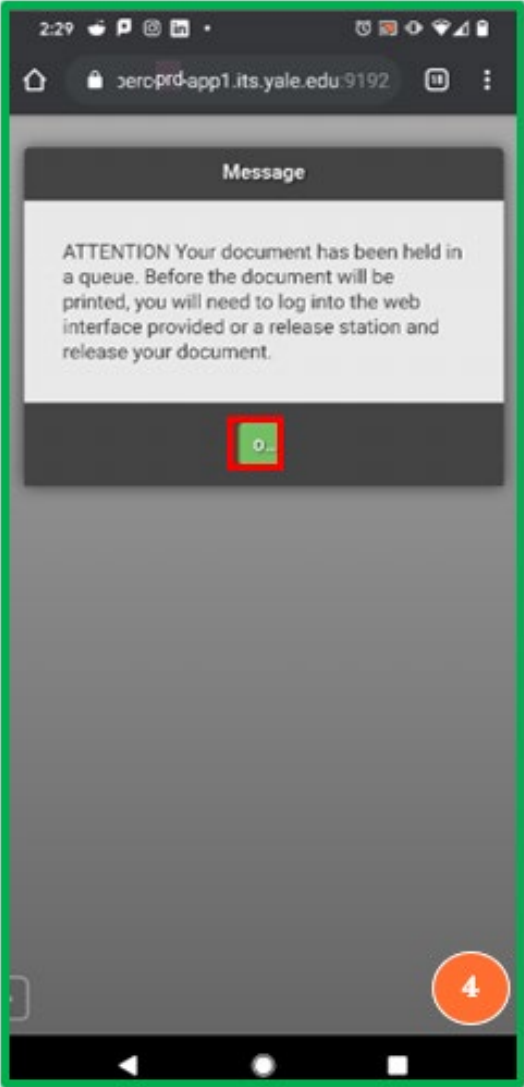 2:29
ɔerc-prd-app1.its.yale.edu:9192
18
Message
ATTENTION Your document has been held in
a queue. Before the document will be
printed, you will need to log into the web
interface provided or a release station and
release your document.
O...
4